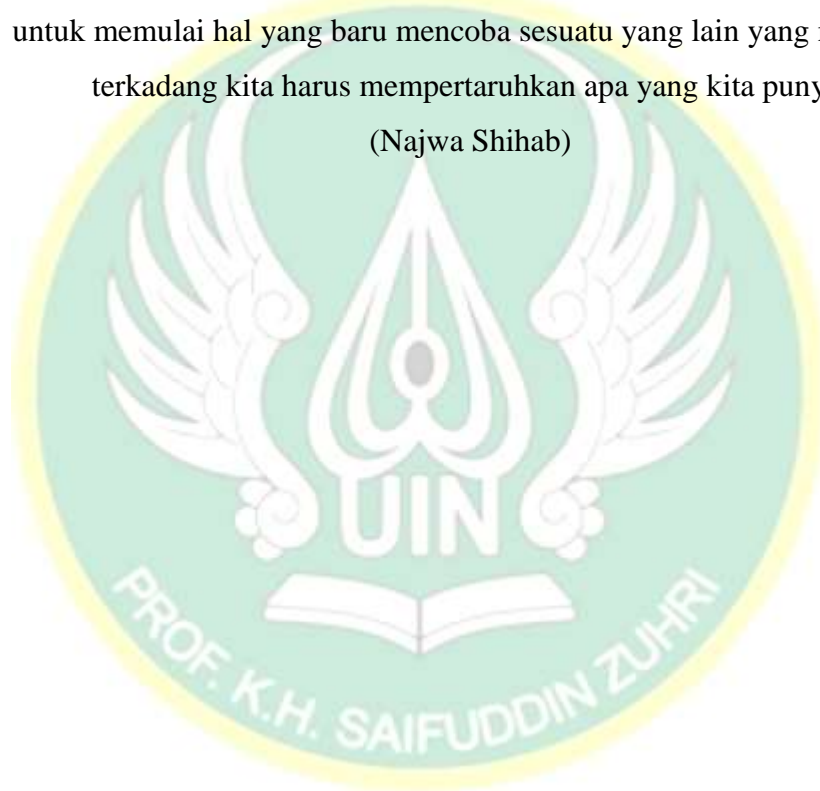 untuk memulai hal yang baru mencoba sesuatu yang lain yang
terkadang kita harus mempertaruhkan apa yang kita
(Najwa Shihab)
UIN
PROF. K.H. SAIFUDDIN ZUHRI